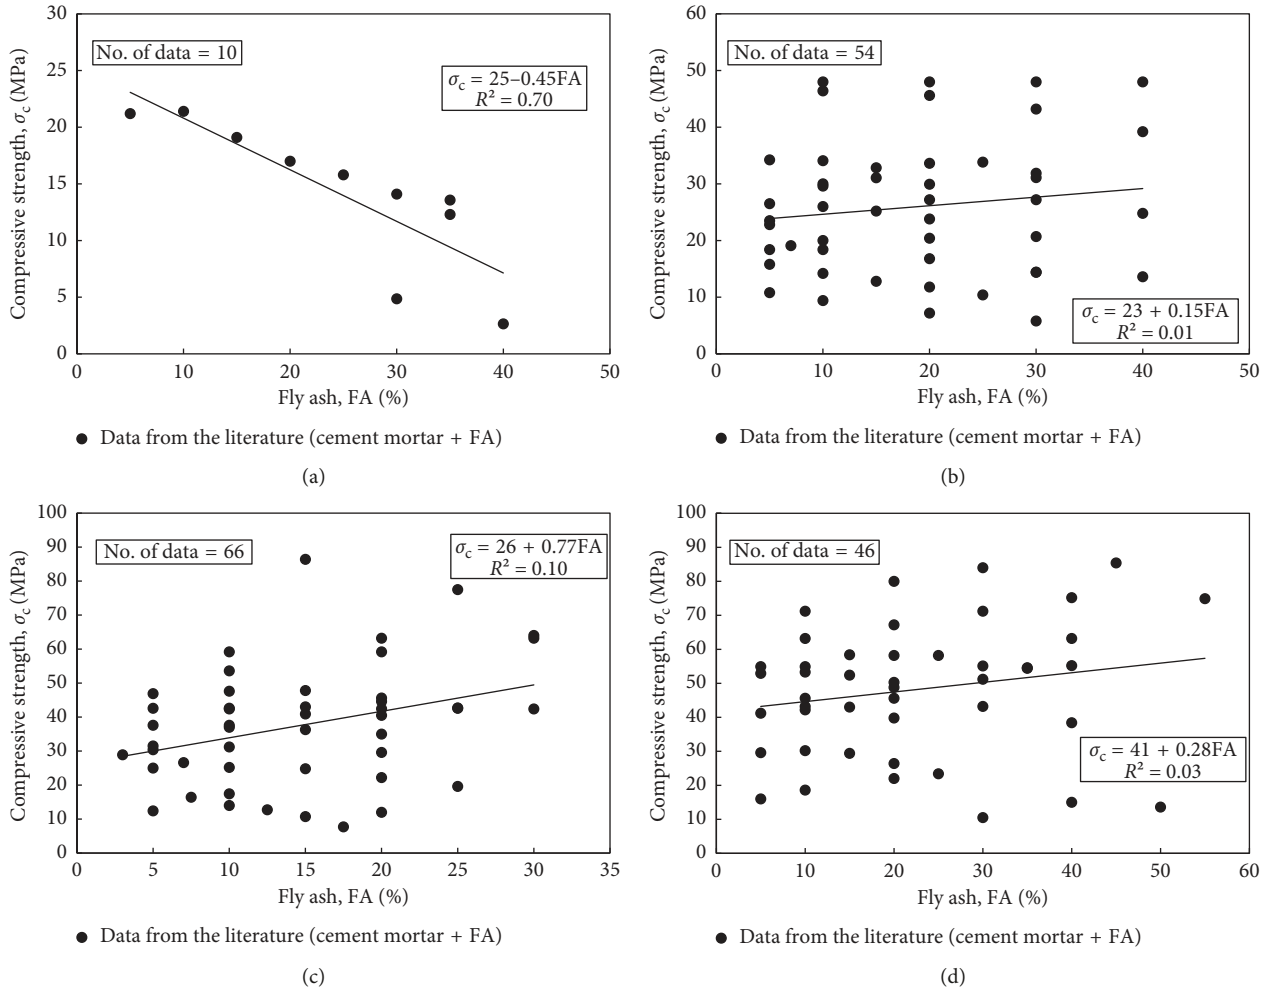 30
25
20
15
10
5
0
Compressive strength, σc (MPa)
No. of data = 10
σc = 25–0.45FA
R² = 0.70
0 10 20 30 40 50
Fly ash, FA (%)
Data from the literature (cement mortar + FA)
(a)
60
50
40
30
20
10
0
Compressive strength, σc (MPa)
No. of data = 54
σc = 23 + 0.15FA
R² = 0.01
0 10 20 30 40 50
Fly ash, FA (%)
Data from the literature (cement mortar + FA)
(b)
100
90
80
70
60
50
40
30
20
10
0
Compressive strength, σc (MPa)
No. of data = 66
σc = 26 + 0.77FA
R² = 0.10
0 5 10 15 20 25 30 35
Fly ash, FA (%)
Data from the literature (cement mortar + FA)
(c)
100
90
80
70
60
50
40
30
20
10
0
Compressive strength, σc (MPa)
No. of data = 46
σc = 41 + 0.28FA
R² = 0.03
0 10 20 30 40 50 60
Fly ash, FA (%)
Data from the literature (cement mortar + FA)
(d)